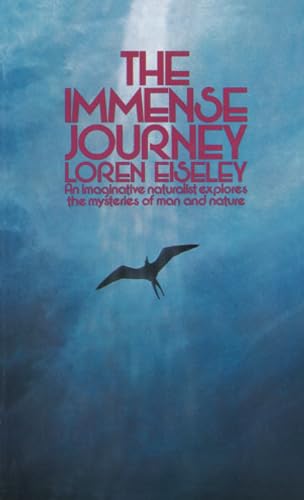 THE
IMMENSE
JOURNEY
LOREN EISELEY
An imaginative naturalist explores
the mysteries of man and nature